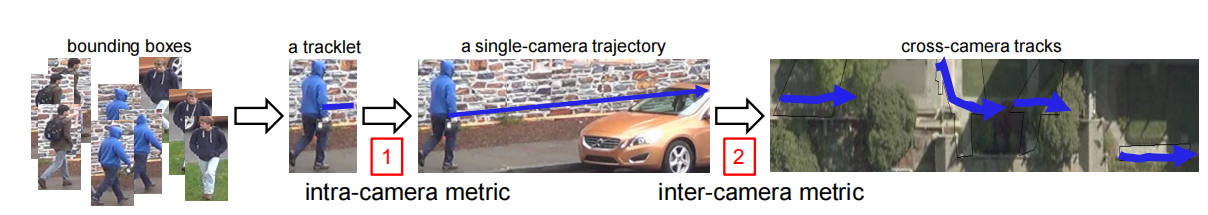 bounding boxes
a tracklet
a single-camera trajectory
cross-camera tracks
1
2
intra-camera metric
inter-camera metric